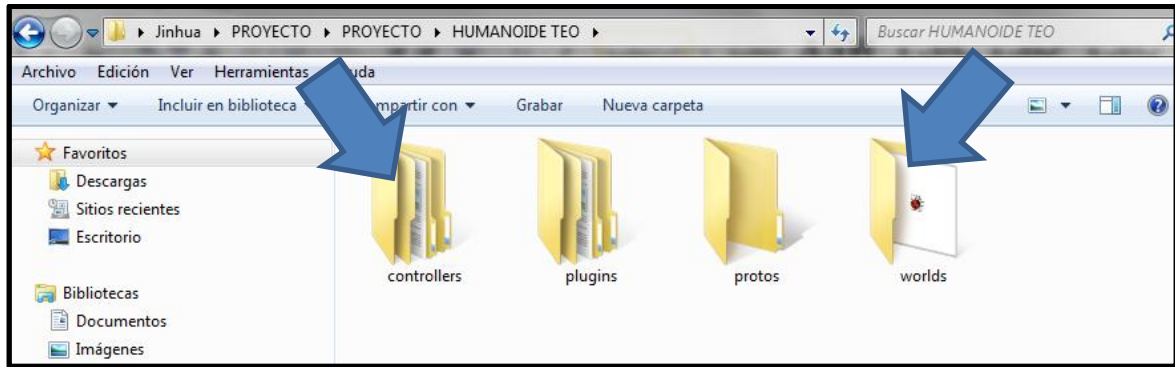 Jinhua PROYECTO PROYECTO HUMANOIDE TEO Buscar HUMANOIDE TEO
Archivo Edición Ver Herramientas
Organizar Incluir en biblioteca Grabar Nueva carpeta
Favoritos
Descargas
Sitios recientes
Escritorio
controllers plugins protos worlds
Bibliotecas
Documentos
Imágenes